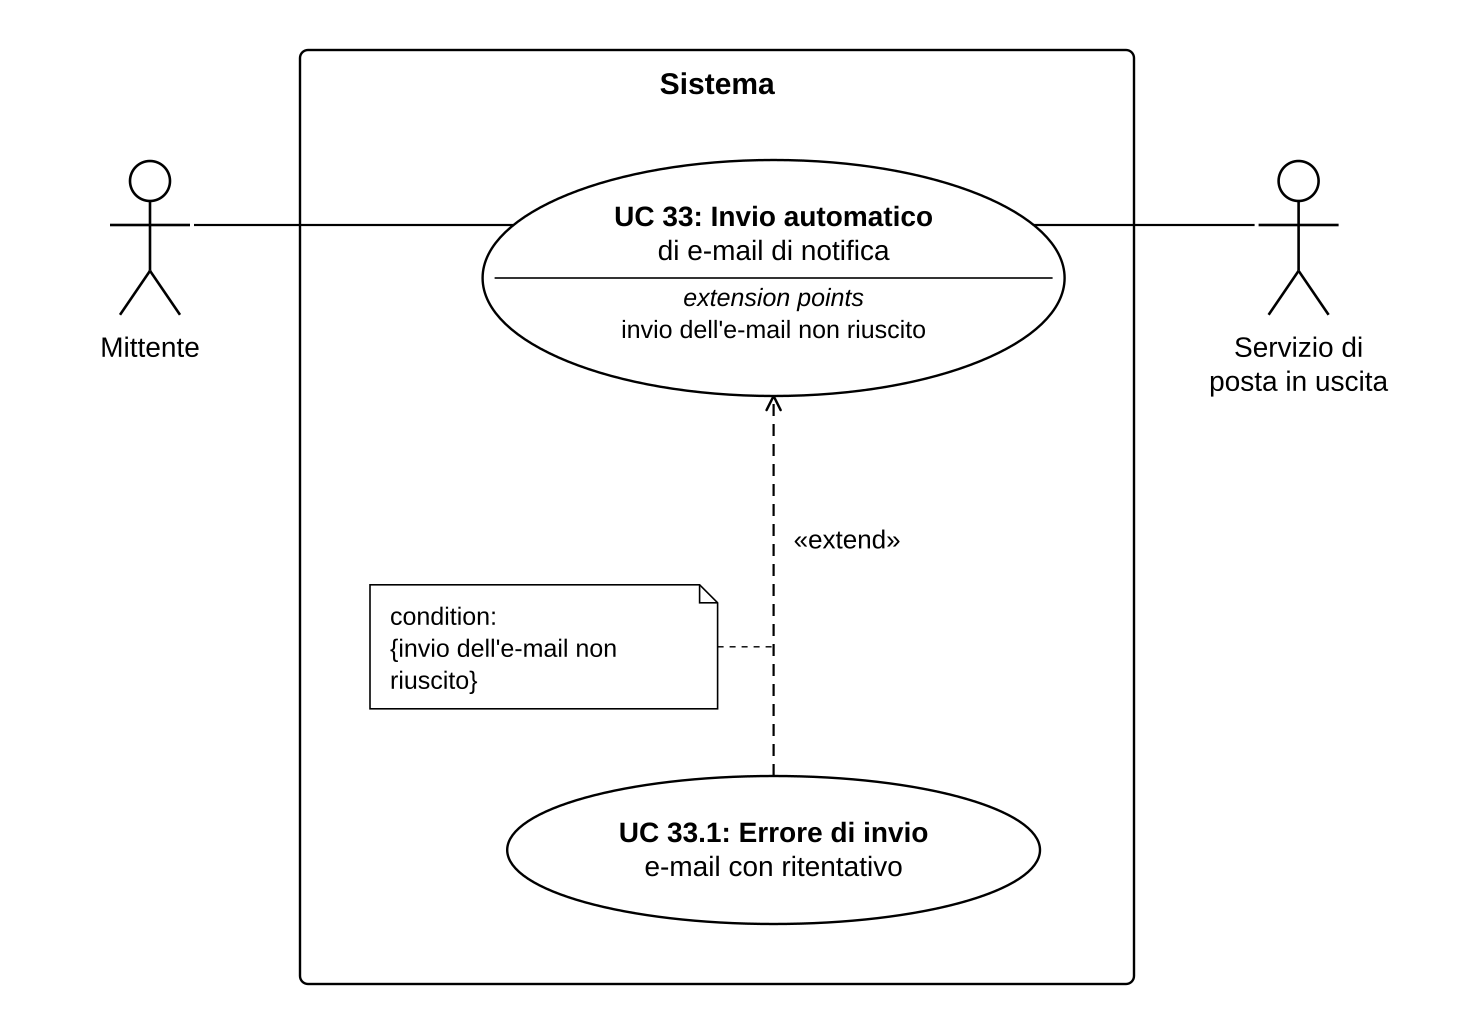 Sistema
UC 33: Invio automatico
di e-mail di notifica
extension points
invio dell'e-mail non riuscito
Mittente
Servizio di
posta in uscita
«extend»
condition:
{invio dell'e-mail non
riuscito}
UC 33.1: Errore di invio
e-mail con ritentativo